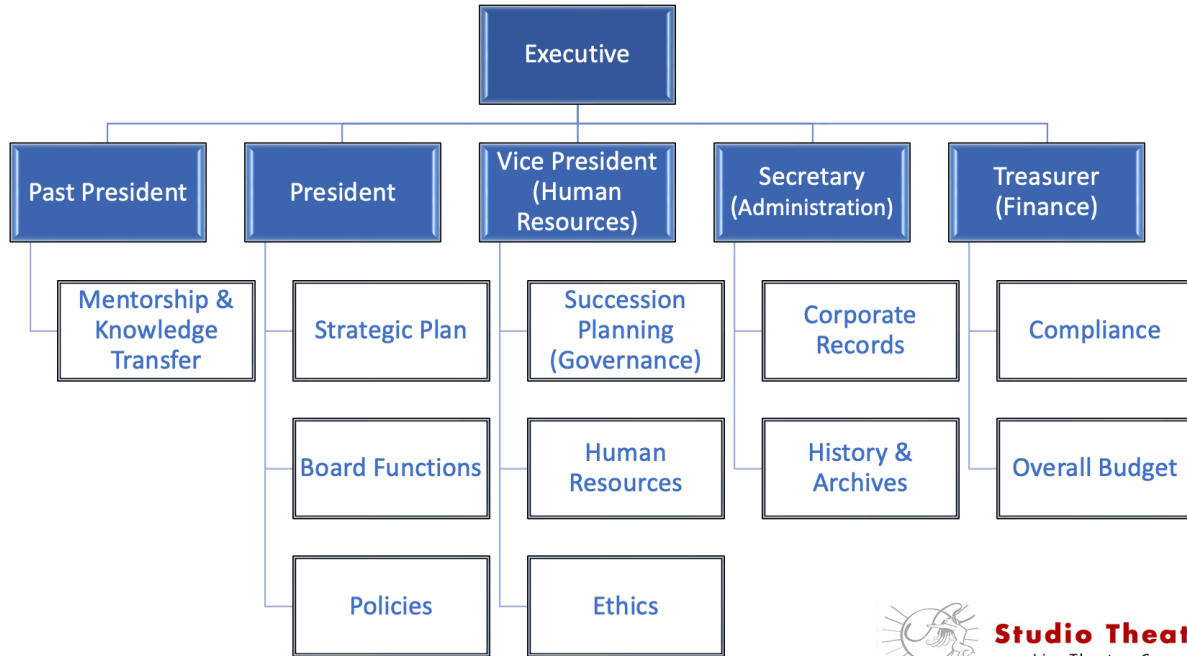 Executive
Past President
President
Vice President
(Human
Resources)
Secretary
(Administration)
Treasurer
(Finance)
Mentorship &
Knowledge
Transfer
Strategic Plan
Succession
Planning
(Governance)
Corporate
Records
Compliance
Board Functions
Human
Resources
History &
Archives
Overall Budget
Policies
Ethics
Studio